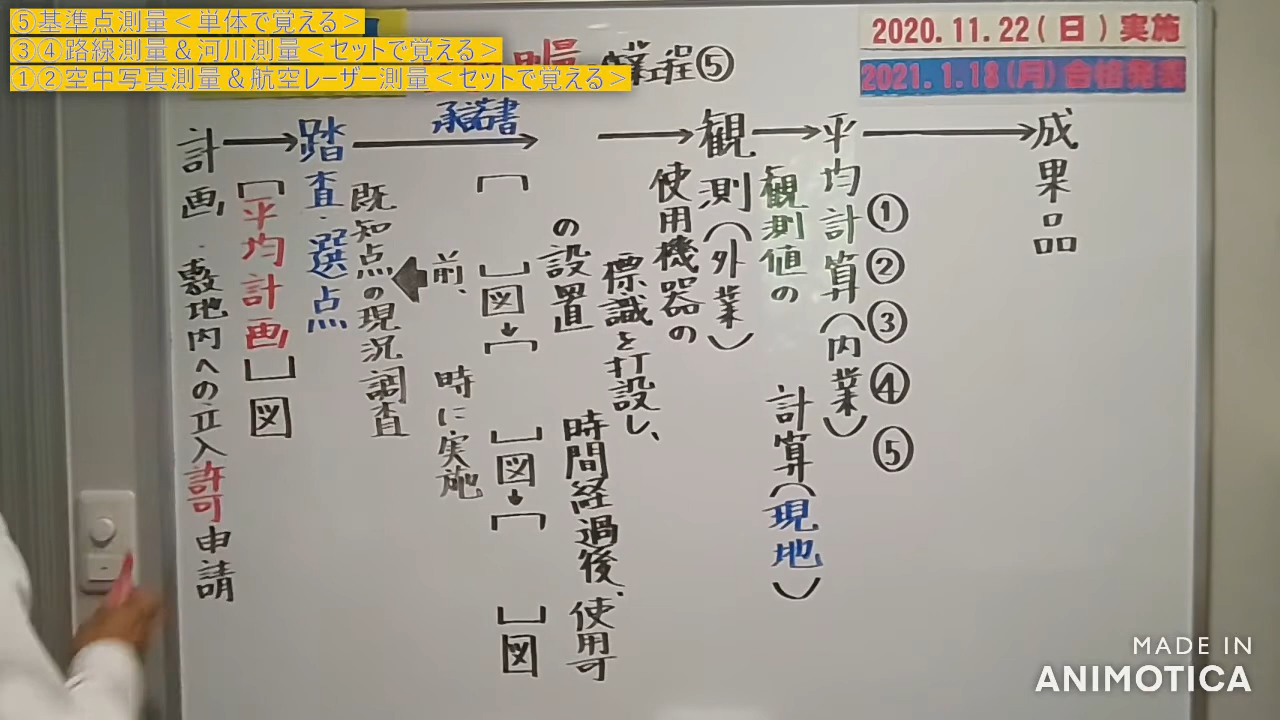 ⑤基準点測量＜単体で覚える＞
③④路線測量＆河川測量＜セットで覚える＞
①②空中写真測量＆航空レーザー測量＜セットで覚える＞
業工程⑤
2020.11.22(日)実施
2021.1.18(月)合格発表
計画→踏査・選点→承諾書→観測(外業)→平均計算(内業)→成果品
・敷地内への立入許可申請
[平均計画]図
既知点の現況調査
前、時に実施
[ ]図↓[ ]図↓[ ]図
の設置
時間経過後、使用可
標識を打設し、
使用機器の
観測値の 計算(現地)
①
②
③
④
⑤
MADE IN
ANIMOTICA